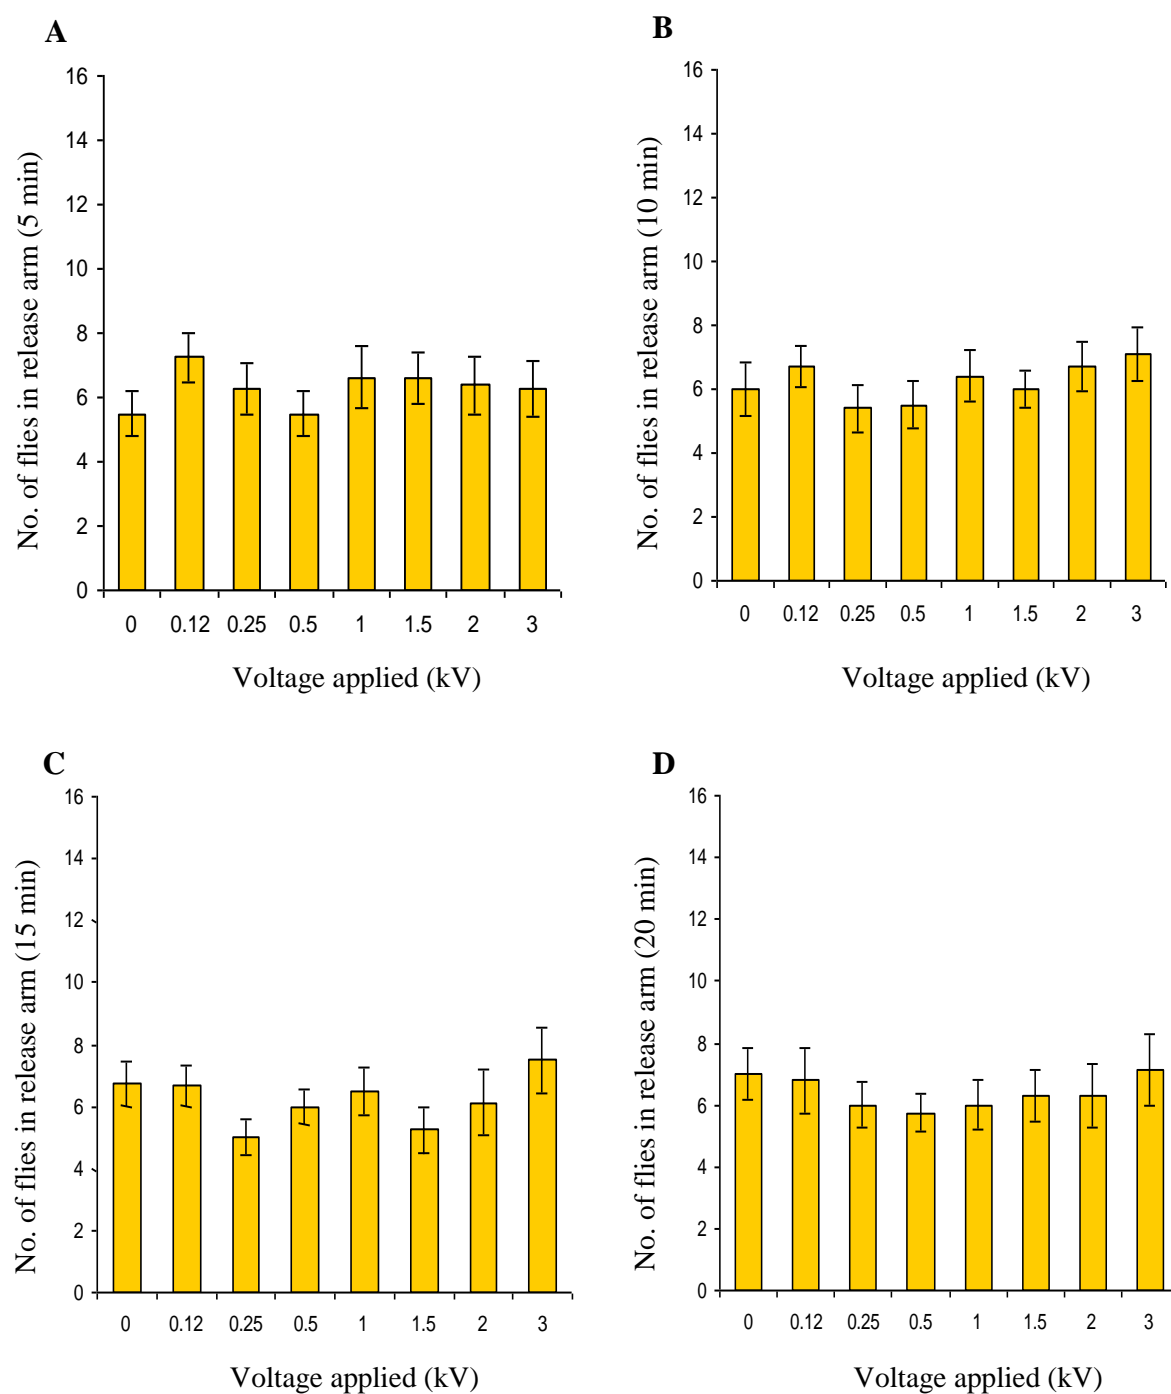 A
No. of flies in release arm (5 min)
16
14
12
10
8
6
4
2
0
0 0.12 0.25 0.5 1 1.5 2 3
Voltage applied (kV)
B
No. of flies in release arm (10 min)
16
14
12
10
8
6
4
2
0
0 0.12 0.25 0.5 1 1.5 2 3
Voltage applied (kV)
C
No. of flies in release arm (15 min)
16
14
12
10
8
6
4
2
0
0 0.12 0.25 0.5 1 1.5 2 3
Voltage applied (kV)
D
No. of flies in release arm (20 min)
16
14
12
10
8
6
4
2
0
0 0.12 0.25 0.5 1 1.5 2 3
Voltage applied (kV)